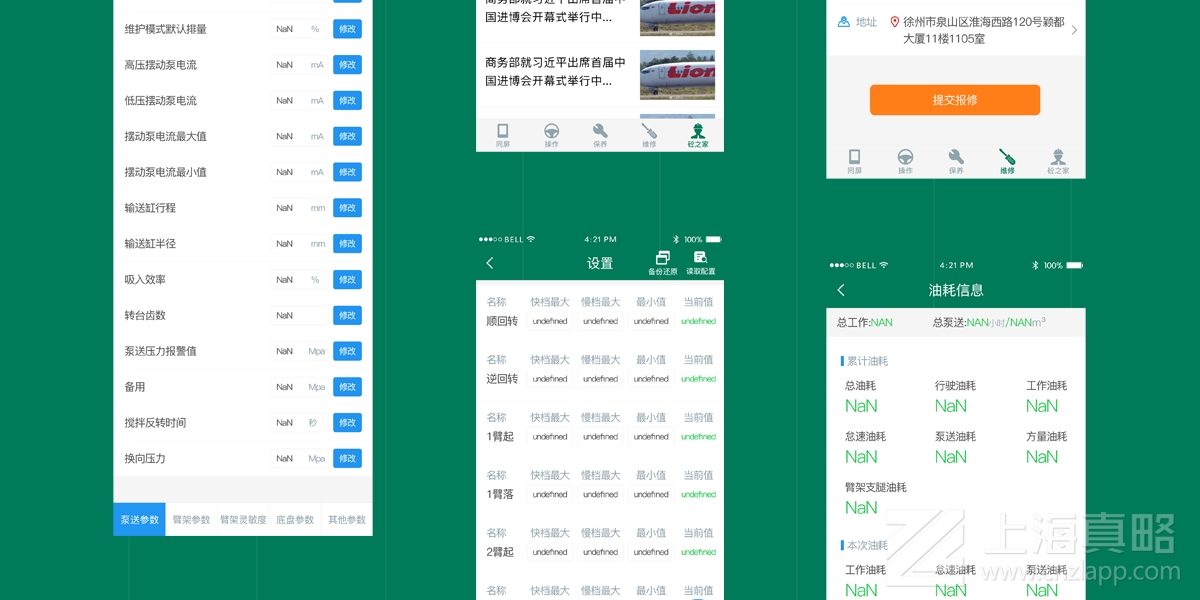 维护模式默认排量 NaN % 修改
高压摆动泵电流 NaN mA 修改
低压摆动泵电流 NaN mA 修改
摆动泵电流最大值 NaN mA 修改
摆动泵电流最小值 NaN mA 修改
输送缸行程 NaN mm 修改
输送缸半径 NaN mm 修改
吸入效率 NaN % 修改
转台齿数 NaN 修改
泵送压力报警值 NaN Mpa 修改
备用 NaN Mpa 修改
搅拌反转时间 NaN 秒 修改
换向压力 NaN Mpa 修改
泵送参数 臂架参数 臂架灵敏度 底盘参数 其他参数
商务部就习近平出席首届中
国进博会开幕式举行中...
Lion
商务部就习近平出席首届中
国进博会开幕式举行中...
Lion
同屏 操作 保养 维修 砼之家
BELL 4:21 PM 100%
设置 备份还原 读取配置
名称 快档最大 慢档最大 最小值 当前值
顺回转 undefined undefined undefined undefined
名称 快档最大 慢档最大 最小值 当前值
逆回转 undefined undefined undefined undefined
名称 快档最大 慢档最大 最小值 当前值
1臂起 undefined undefined undefined undefined
名称 快档最大 慢档最大 最小值 当前值
1臂落 undefined undefined undefined undefined
名称 快档最大 慢档最大 最小值 当前值
2臂起 undefined undefined undefined undefined
名称 快档最大 慢档最大 最小值 当前值
地址 徐州市泉山区淮海西路120号颖都
大厦11楼1105室
提交报修
同屏 操作 保养 维修 砼之家
BELL 4:21 PM 100%
油耗信息
总工作:NAN 总泵送:NAN小时/NANm³
累计油耗
总油耗 行驶油耗 工作油耗
NaN NaN NaN
怠速油耗 泵送油耗 方量油耗
NaN NaN NaN
臂架支腿油耗
NaN
本次油耗
工作油耗 怠速油耗 泵送油耗
NaN NaN NaN
上海真略
www.cnzlapp.com